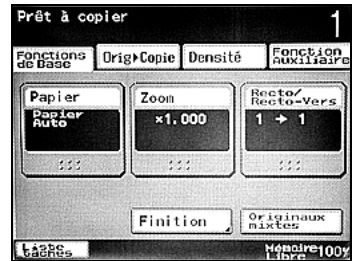 Prêt à copier 1
Fonctions de Base
Orig▸Copie
Densité
Fonction Auxiliaire
Papier
Papier Auto
Zoom
×1.000
Recto/
Recto-Vers
1 → 1
Finition
Originaux mixtes
Liste tâches
Mémoire Libre 100%